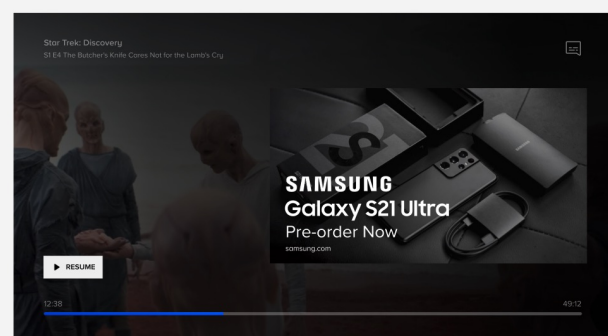 Star Trek: Discovery
S1 E4 The Butcher's Knife Cares Not for the Lamb's Cry
SAMSUNG
Galaxy S21 Ultra
Pre-order Now
samsung.com
RESUME
12:38
49:12